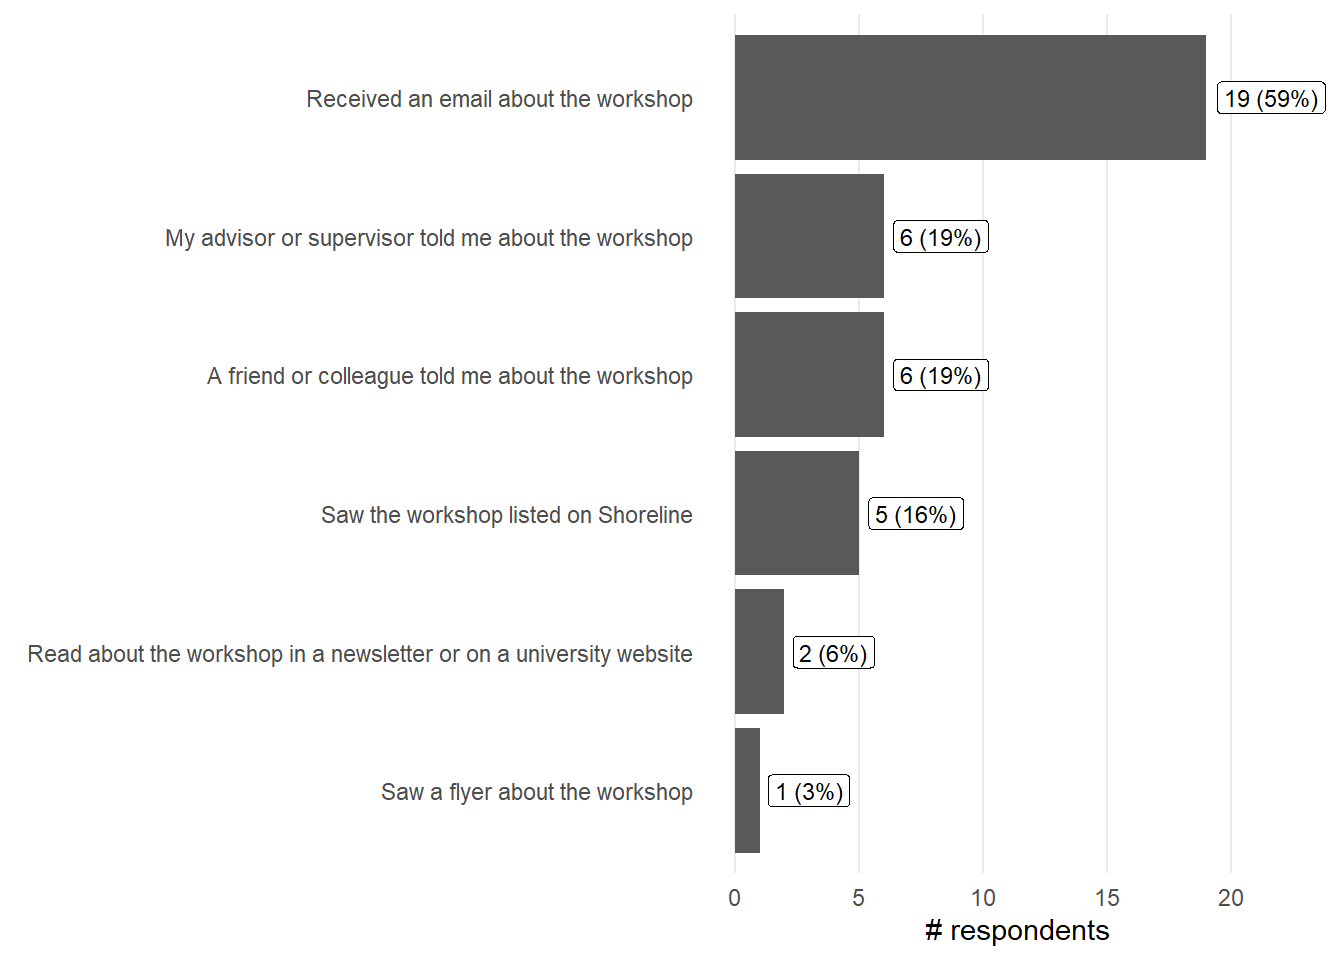 Received an email about the workshop
19 (59%)
My advisor or supervisor told me about the workshop
6 (19%)
A friend or colleague told me about the workshop
6 (19%)
Saw the workshop listed on Shoreline
5 (16%)
Read about the workshop in a newsletter or on a university website
2 (6%)
Saw a flyer about the workshop
1 (3%)
0 5 10 15 20
# respondents